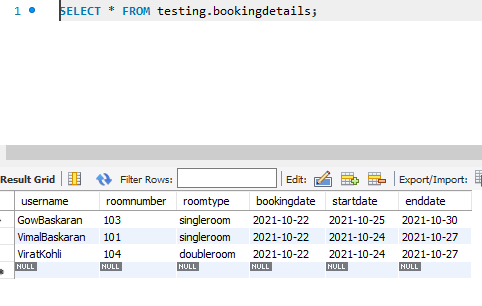 1 SELECT * FROM testing.bookingdetails;
Result Grid Filter Rows: Edit: Export/Import:
username roomnumber roomtype bookingdate startdate enddate
GowBaskaran 103 singleroom 2021-10-22 2021-10-25 2021-10-30
VimalBaskaran 101 singleroom 2021-10-22 2021-10-24 2021-10-27
ViratKohli 104 doubleroom 2021-10-22 2021-10-24 2021-10-27
NULL NULL NULL NULL NULL NULL